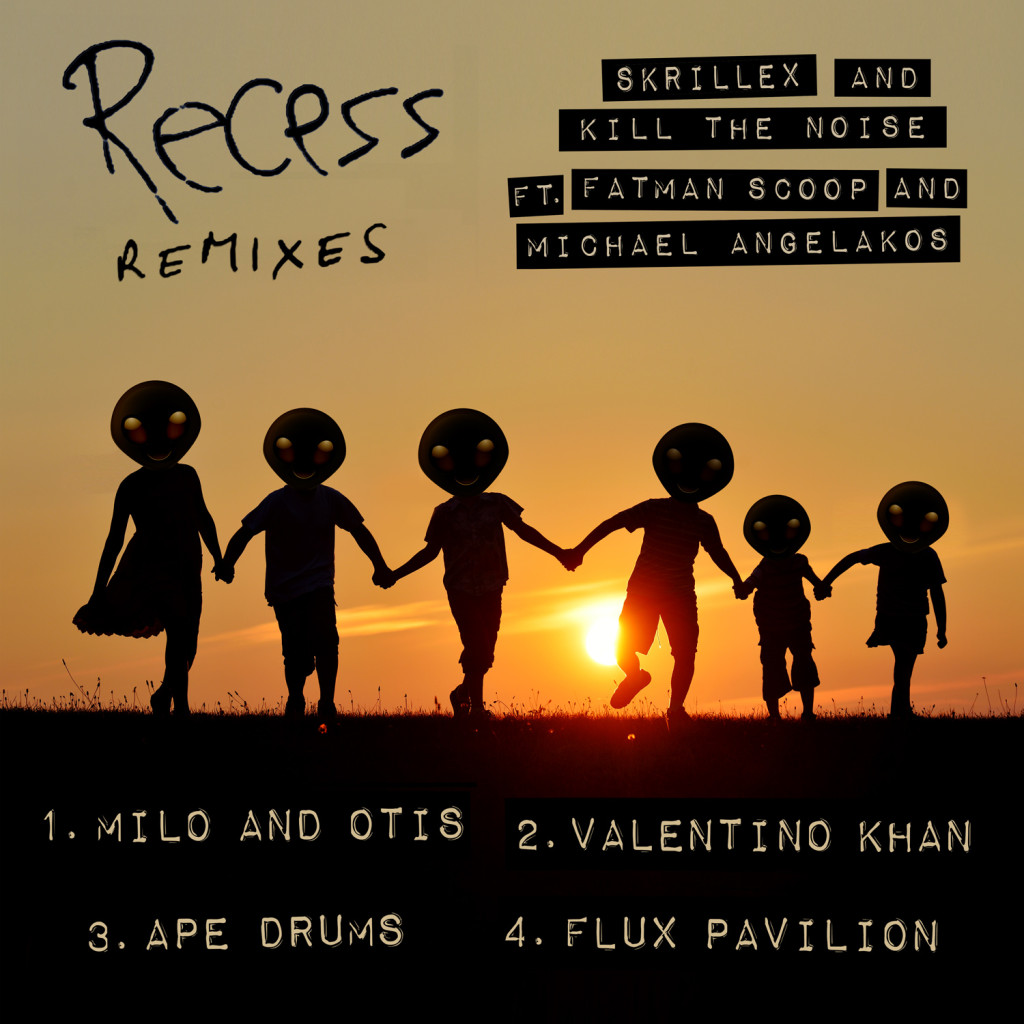 Recess
REMIXES
SKRILLEX AND
KILL THE NOISE
FT. FATMAN SCOOP AND
MICHAEL ANGELAKOS
1. MILO AND OTIS
2. VALENTINO KHAN
3. APE DRUMS
4. FLUX PAVILION